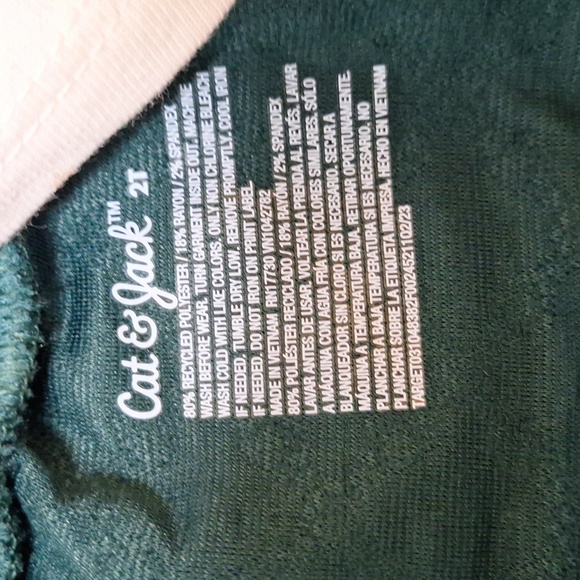 Cat & Jack™ 2T
80% RECYCLED POLYESTER / 18% RAYON / 2% SPANDEX
WASH BEFORE WEAR. TURN GARMENT INSIDE OUT. MACHINE
WASH COLD WITH LIKE COLORS. ONLY NON CHLORINE BLEACH
IF NEEDED. TUMBLE DRY LOW, REMOVE PROMPTLY. COOL IRON
IF NEEDED. DO NOT IRON ON PRINT LABEL.
MADE IN VIETNAM RN17730 VN042782
80% POLIÉSTER RECICLADO / 18% RAYÓN / 2% SPANDEX
LAVAR ANTES DE USAR. VOLTEAR LA PRENDA AL REVÉS. LAVAR
A MÁQUINA CON AGUA FRÍA CON COLORES SIMILARES. SÓLO
BLANQUEADOR SIN CLORO SI ES NECESARIO. SECAR A
MÁQUINA A TEMPERATURA BAJA, RETIRAR OPORTUNAMENTE.
PLANCHAR A BAJA TEMPERATURA SI ES NECESARIO. NO
PLANCHAR SOBRE LA ETIQUETA IMPRESA. HECHO EN VIETNAM
TARGET031048382F002452T02/23